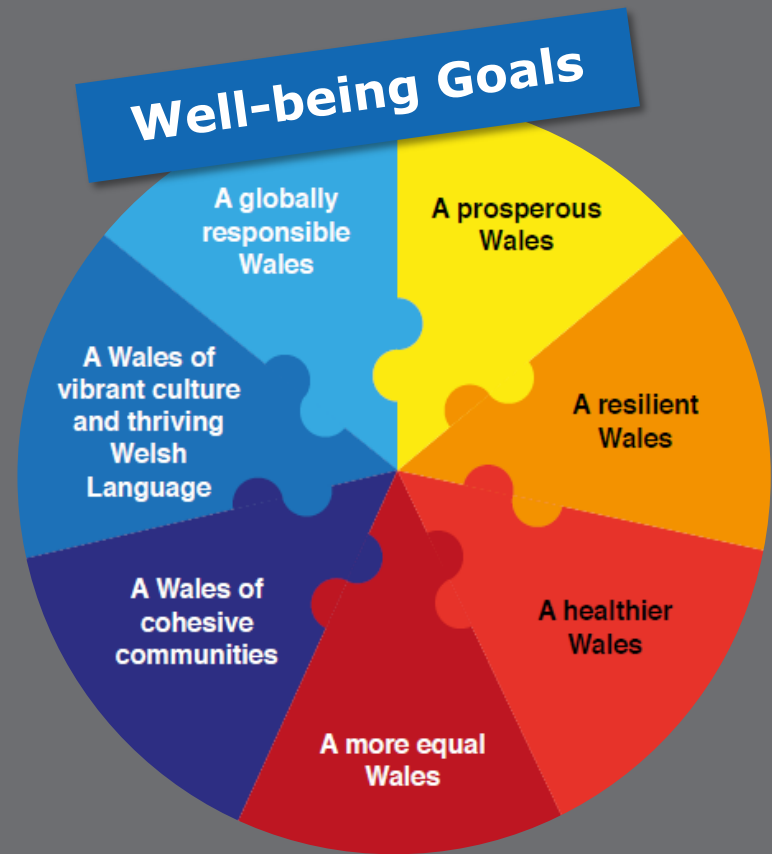 Well-being Goals
A globally
responsible
Wales
A prosperous
Wales
A resilient
Wales
A healthier
Wales
A more equal
Wales
A Wales of
cohesive
communities
A Wales of
vibrant culture
and thriving
Welsh
Language